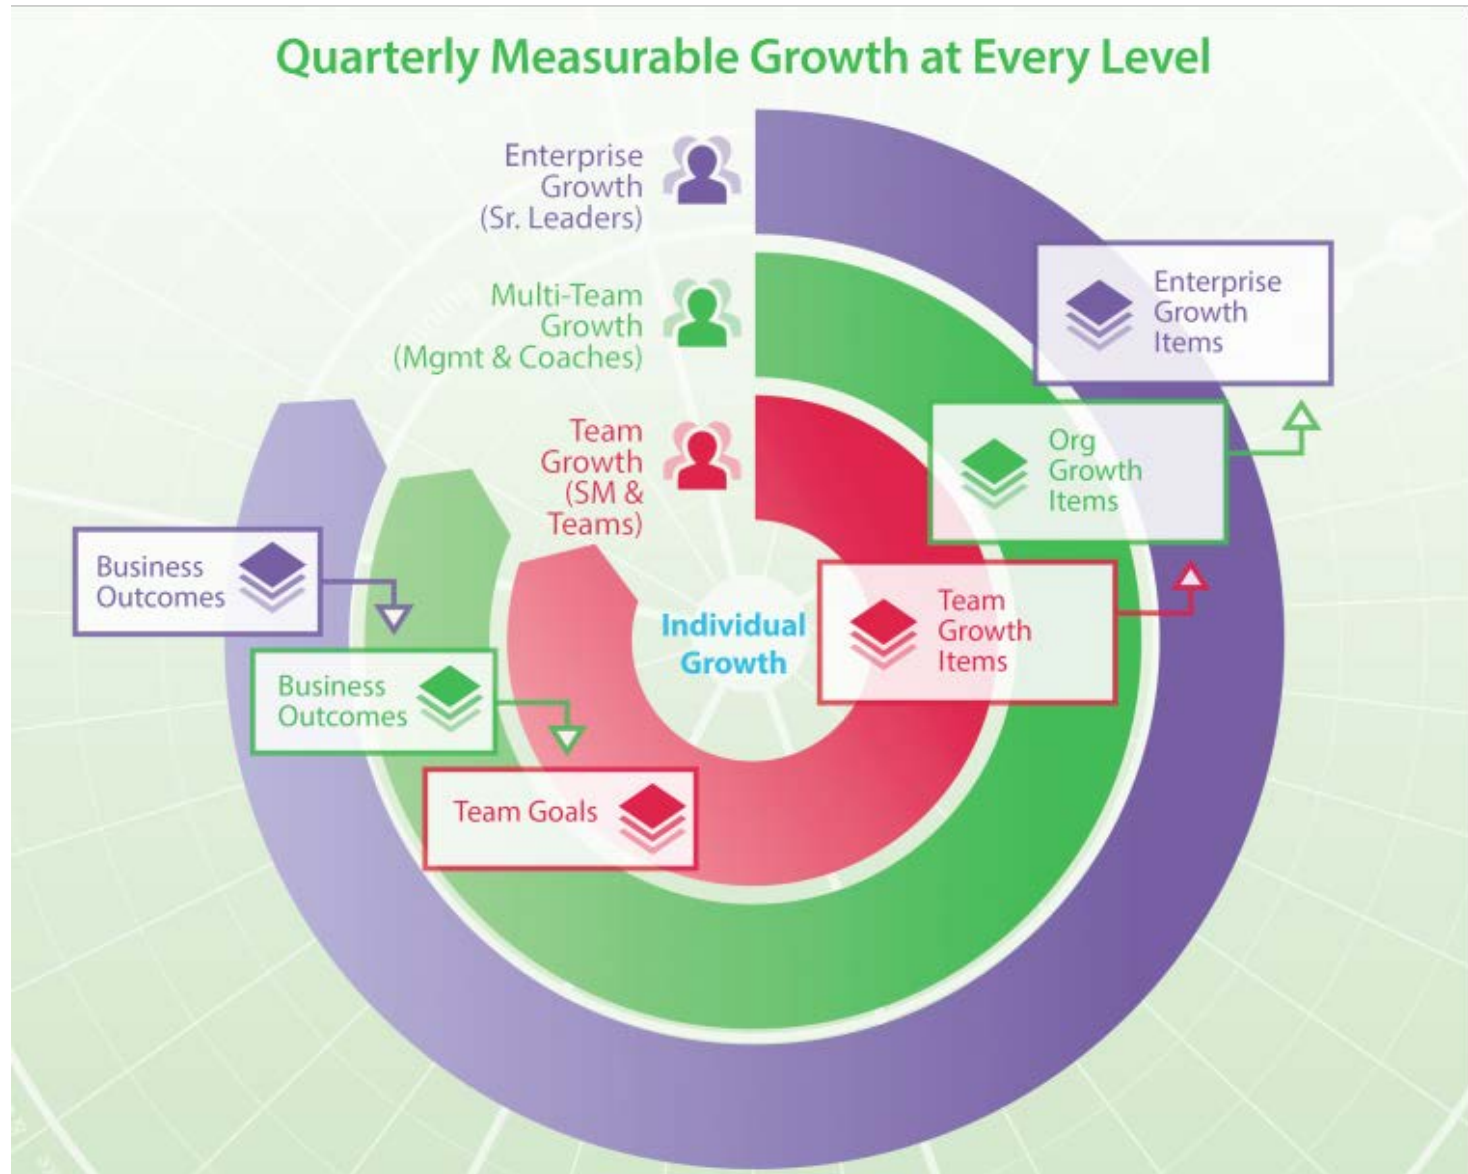 Quarterly Measurable Growth at Every Level
Enterprise
Growth
(Sr. Leaders)
Multi-Team
Growth
(Mgmt & Coaches)
Team
Growth
(SM &
Teams)
Enterprise
Growth
Items
Org
Growth
Items
Team
Growth
Items
Individual
Growth
Business
Outcomes
Business
Outcomes
Team Goals